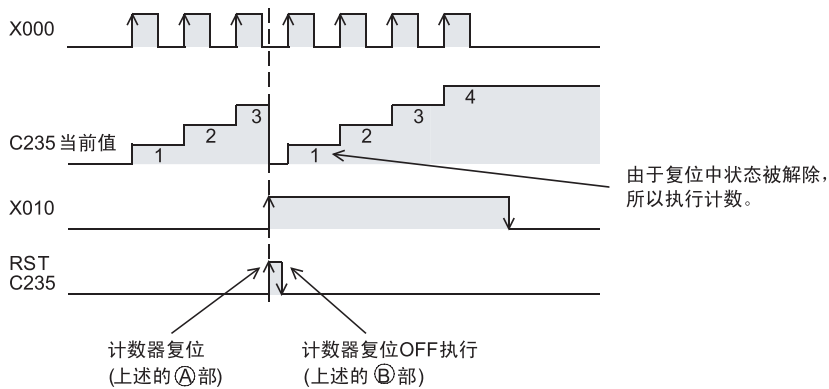 X000
C235当前值
1
2
3
1
2
3
4
由于复位中状态被解除，
所以执行计数。
X010
RST
C235
计数器复位
(上述的Ⓐ部)
计数器复位OFF执行
(上述的Ⓑ部)